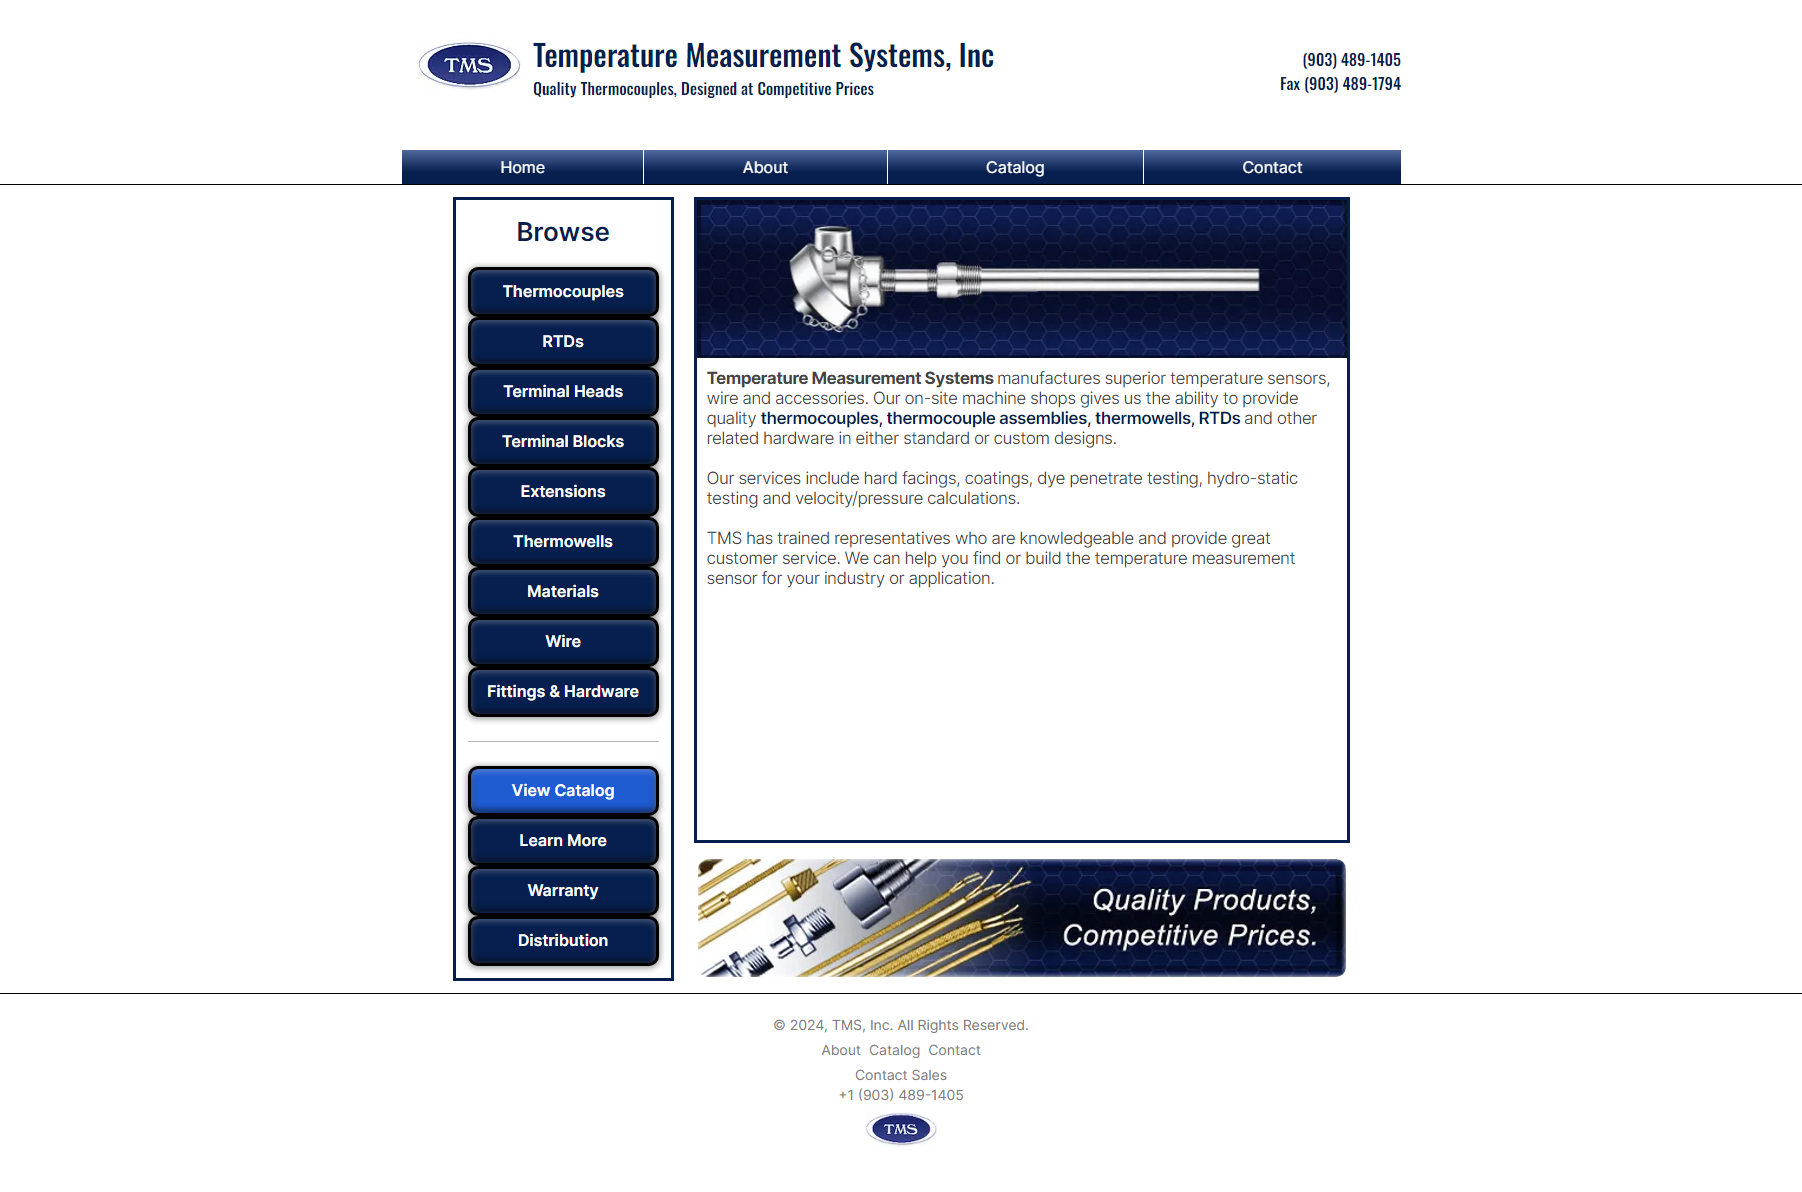 TMS
Temperature Measurement Systems, Inc
Quality Thermocouples, Designed at Competitive Prices
(903) 489-1405
Fax (903) 489-1794
Home
About
Catalog
Contact
Browse
Thermocouples
RTDs
Terminal Heads
Terminal Blocks
Extensions
Thermowells
Materials
Wire
Fittings & Hardware
View Catalog
Learn More
Warranty
Distribution
Temperature Measurement Systems manufactures superior temperature sensors,
wire and accessories. Our on-site machine shops gives us the ability to provide
quality thermocouples, thermocouple assemblies, thermowells, RTDs and other
related hardware in either standard or custom designs.
Our services include hard facings, coatings, dye penetrate testing, hydro-static
testing and velocity/pressure calculations.
TMS has trained representatives who are knowledgeable and provide great
customer service. We can help you find or build the temperature measurement
sensor for your industry or application.
Quality Products,
Competitive Prices.
© 2024, TMS, Inc. All Rights Reserved.
About Catalog Contact
Contact Sales
+1 (903) 489-1405
TMS